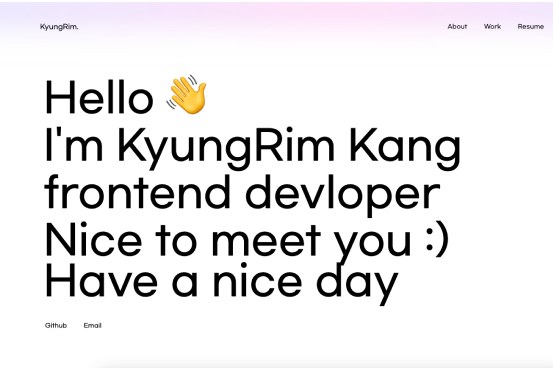 KyungRim.
About Work Resume
Hello 👋
I'm KyungRim Kang
frontend devloper
Nice to meet you :)
Have a nice day
Github Email